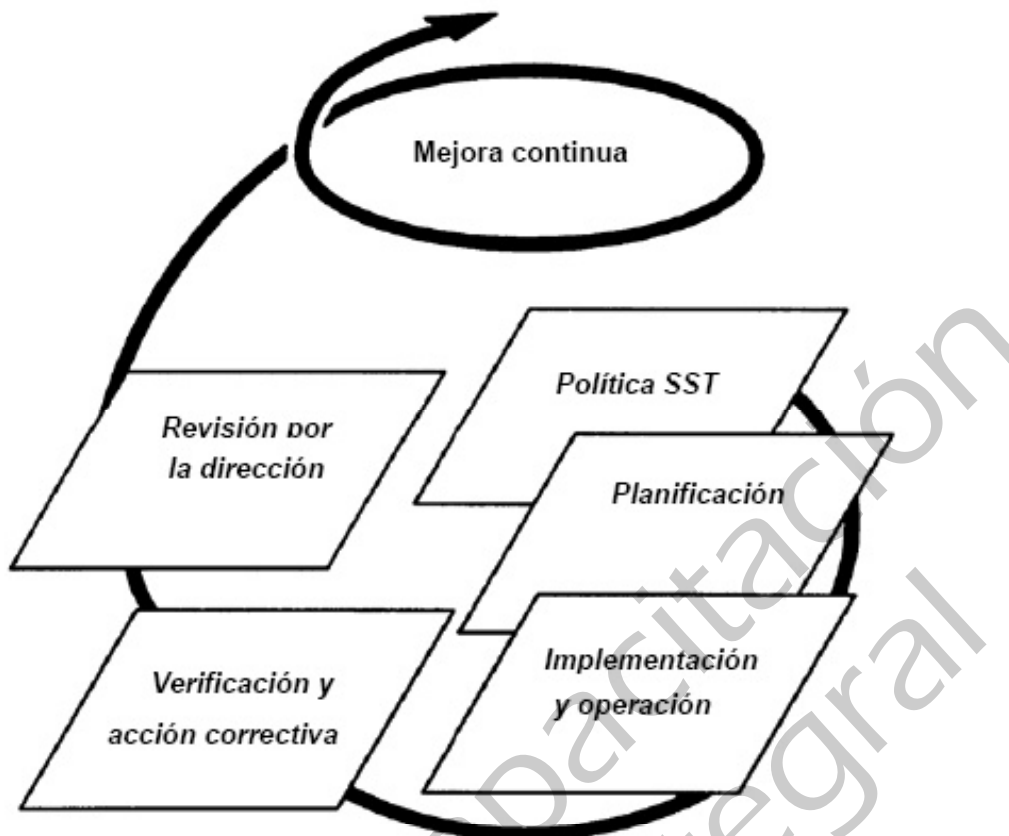 Mejora continua
Política SST
Planificación
Implementación
y operación
Verificación y
acción correctiva
Revisión por
la dirección